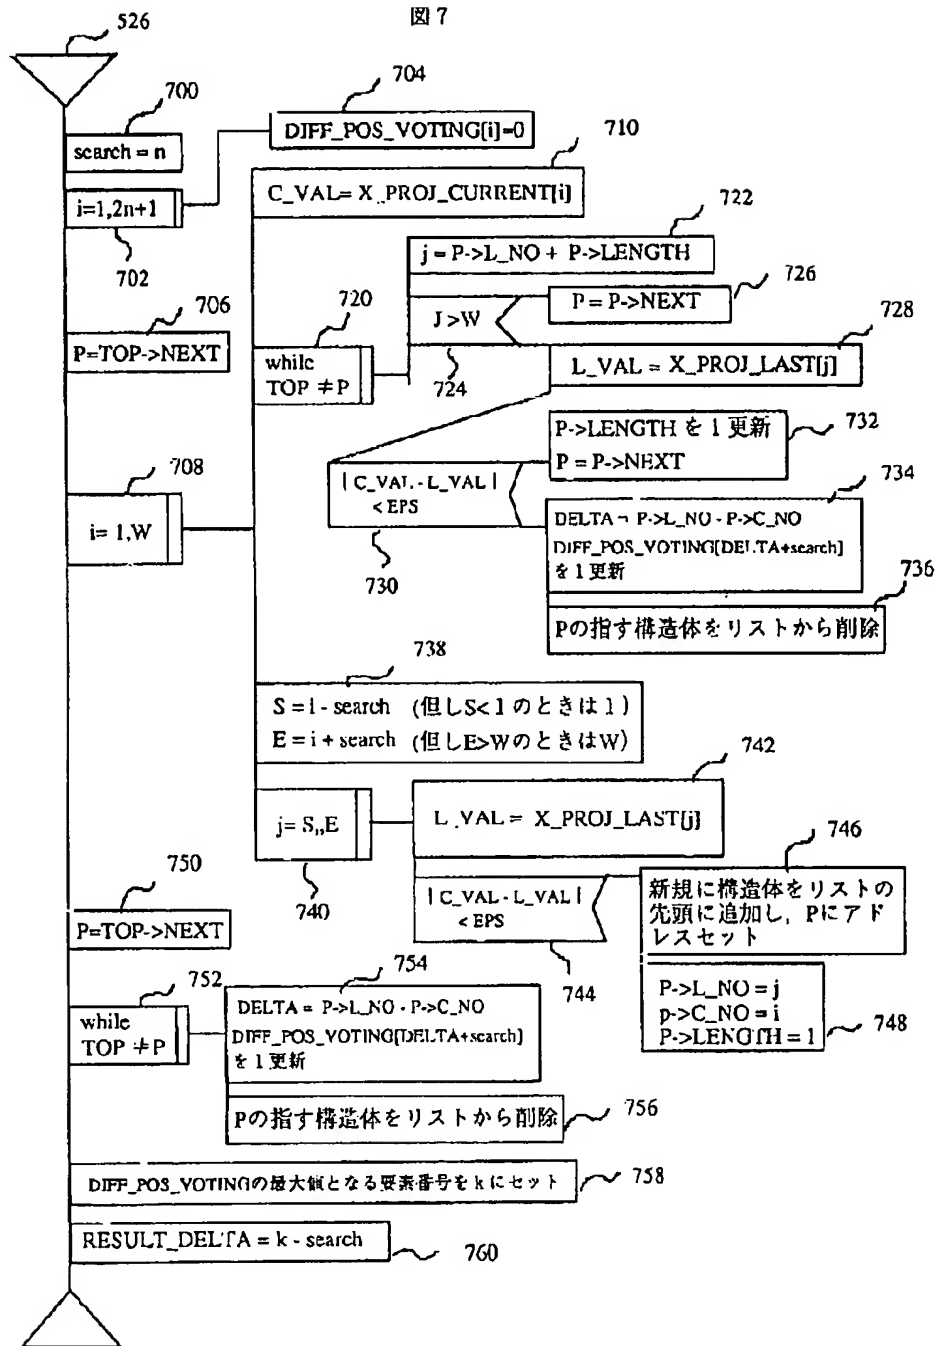 図7
526
700
search = n
704
DIFF_POS_VOTING[i]=0
i=1,2n+1
702
710
C_VAL= X_PROJ_CURRENT[i]
722
j = P->L_NO + P->LENGTH
706
P=TOP->NEXT
720
while
TOP ≠P
J >W
724
726
P = P->NEXT
728
L_VAL = X_PROJ_LAST[j]
732
P->LENGTH を 1 更新
P = P->NEXT
708
i= 1,W
| C_VAL - L_VAL |
< EPS
730
734
DELTA = P->L_NO - P->C_NO
DIFF_POS_VOTING[DELTA+search]
を 1 更新
736
Pの指す構造体をリストから削除
738
S = i - search (但しS< 1 のときは 1 )
E = i + search (但しE>WのときはW)
742
L_VAL = X_PROJ_LAST[j]
j= S,,E
740
746
新規に構造体をリストの
先頭に追加し，Pにアド
レスセット
| C_VAL - L_VAL |
< EPS
744
748
P->L_NO = j
p->C_NO = i
P->LENGTH = 1
750
P=TOP->NEXT
752
while
TOP ≠P
754
DELTA = P->L_NO - P->C_NO
DIFF_POS_VOTING[DELTA+search]
を 1 更新
Pの指す構造体をリストから削除
756
DIFF_POS_VOTINGの最大値となる要素番号を k にセット
758
RESULT_DELTA = k - search
760